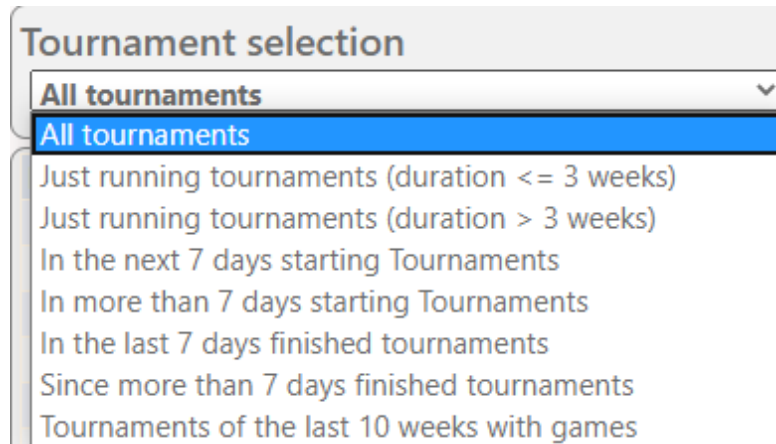 Tournament selection
All tournaments
All tournaments
Just running tournaments (duration <= 3 weeks)
Just running tournaments (duration > 3 weeks)
In the next 7 days starting Tournaments
In more than 7 days starting Tournaments
In the last 7 days finished tournaments
Since more than 7 days finished tournaments
Tournaments of the last 10 weeks with games